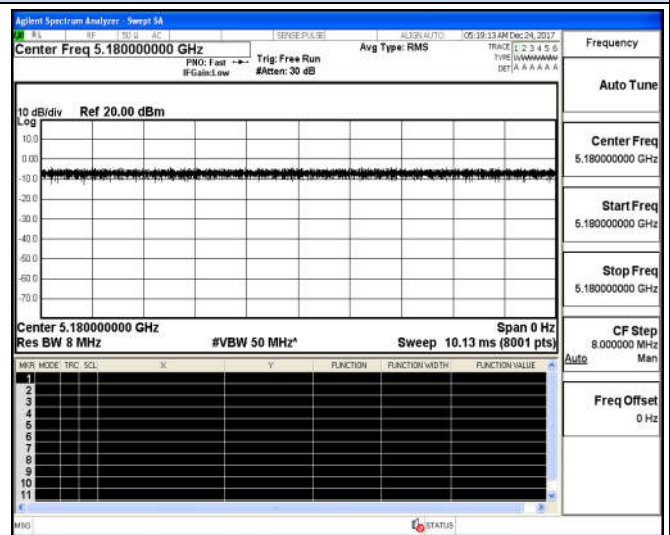 Agilent Spectrum Analyzer - Swept SA
RL RF 50 Ω AC SENSE:PULSE ALIGN AUTO 05:19:13 AM Dec 24, 2017
Center Freq 5.180000000 GHz
PNO: Fast
IFGain:Low
Trig: Free Run
#Atten: 30 dB
Avg Type: RMS
TRACE 1 2 3 4 5 6
TYPE
DET A A A A A A
10 dB/div Ref 20.00 dBm
Log
10.0
0.00
-10.0
-20.0
-30.0
-40.0
-50.0
-60.0
-70.0
Center 5.180000000 GHz Span 0 Hz
Res BW 8 MHz #VBW 50 MHz* Sweep 10.13 ms (8001 pts)
MKR MODE TRC SCL X Y FUNCTION FUNCTION WIDTH FUNCTION VALUE
1
2
3
4
5
6
7
8
9
10
11
MSG STATUS
Frequency
Auto Tune
Center Freq
5.180000000 GHz
Start Freq
5.180000000 GHz
Stop Freq
5.180000000 GHz
CF Step
8.000000 MHz
Auto Man
Freq Offset
0 Hz